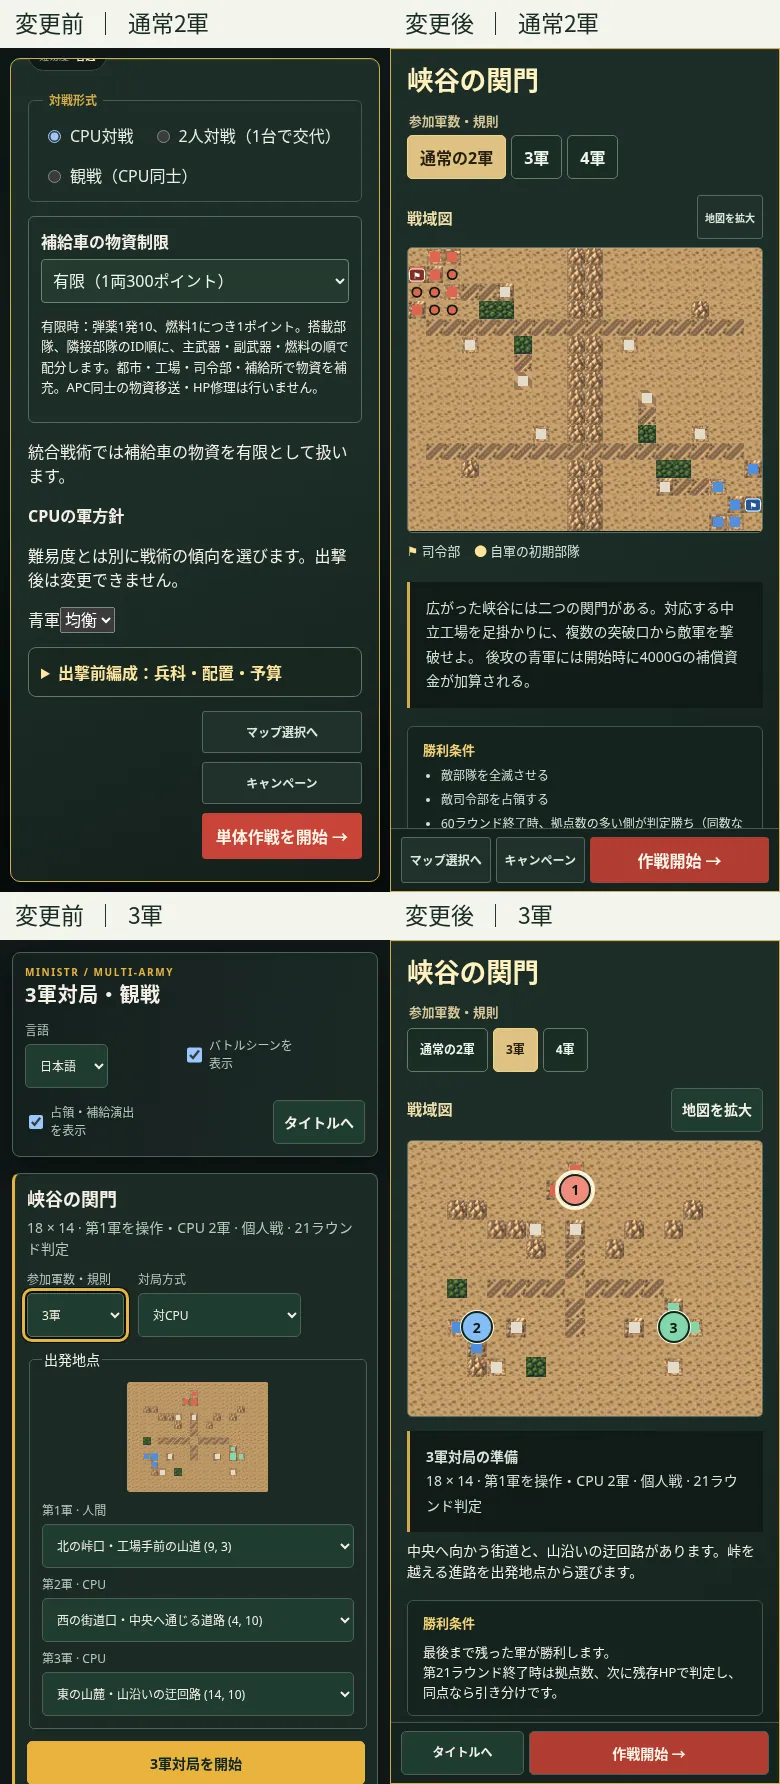 変更前 ｜ 通常2軍
対戦形式
CPU対戦
2人対戦（1台で交代）
観戦（CPU同士）
補給車の物資制限
有限（1両300ポイント）
有限時：弾薬1発10、燃料1につき1ポイント。搭載部
隊、隣接部隊のID順に、主武器・副武器・燃料の順で
配分します。都市・工場・司令部・補給所で物資を補
充。APC同士の物資移送・HP修理は行いません。
統合戦術では補給車の物資を有限として扱い
ます。
CPUの軍方針
難易度とは別に戦術の傾向を選びます。出撃
後は変更できません。
青軍 均衡
▶ 出撃前編成：兵科・配置・予算
マップ選択へ
キャンペーン
単体作戦を開始 →
変更後 ｜ 通常2軍
峡谷の関門
参加軍数・規則
通常の2軍
3軍
4軍
戦域図
地図を拡大
⚑ 司令部 ● 自軍の初期部隊
広がった峡谷には二つの関門がある。対応する中
立工場を足掛かりに、複数の突破口から敵軍を撃
破せよ。 後攻の青軍には開始時に4000Gの補償資
金が加算される。
勝利条件
• 敵部隊を全滅させる
• 敵司令部を占領する
• 60ラウンド終了時、拠点数の多い側が判定勝ち（同数な
マップ選択へ
キャンペーン
作戦開始 →
変更前 ｜ 3軍
MINISTR / MULTI-ARMY
3軍対局・観戦
言語
日本語
バトルシーンを
表示
占領・補給演出
を表示
タイトルへ
峡谷の関門
18 × 14 · 第1軍を操作・CPU 2軍 · 個人戦 · 21ラウン
ド判定
参加軍数・規則
対局方式
3軍
対CPU
出発地点
第1軍 · 人間
北の峠口・工場手前の山道 (9, 3)
第2軍 · CPU
西の街道口・中央へ通じる道路 (4, 10)
第3軍 · CPU
東の山麓・山沿いの迂回路 (14, 10)
3軍対局を開始
変更後 ｜ 3軍
峡谷の関門
参加軍数・規則
通常の2軍
3軍
4軍
戦域図
地図を拡大
1
2
3
3軍対局の準備
18 × 14 · 第1軍を操作・CPU 2軍 · 個人戦 · 21ラウ
ンド判定
中央へ向かう街道と、山沿いの迂回路があります。峠を
越える進路を出発地点から選びます。
勝利条件
最後まで残った軍が勝利します。
第21ラウンド終了時は拠点数、次に残存HPで判定し、
同点なら引き分けです。
タイトルへ
作戦開始 →